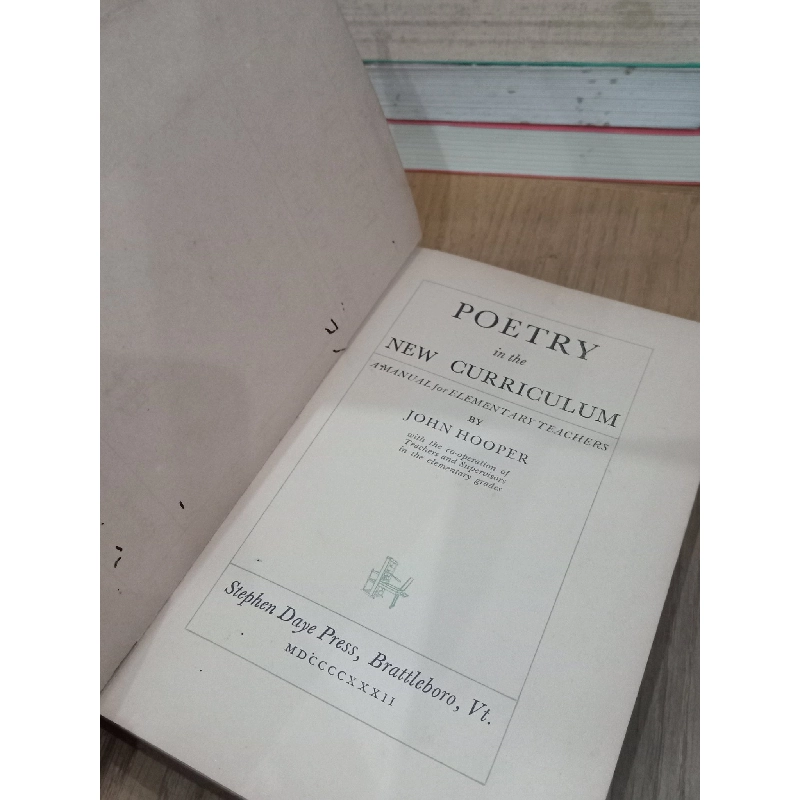 POETRY
in the
NEW CURRICULUM
A MANUAL for ELEMENTARY TEACHERS
BY
JOHN HOOPER
with the co-operation of
Teachers and Supervisors
in the elementary grades
Stephen Daye Press, Brattleboro, Vt.
MDCCCCXXXII